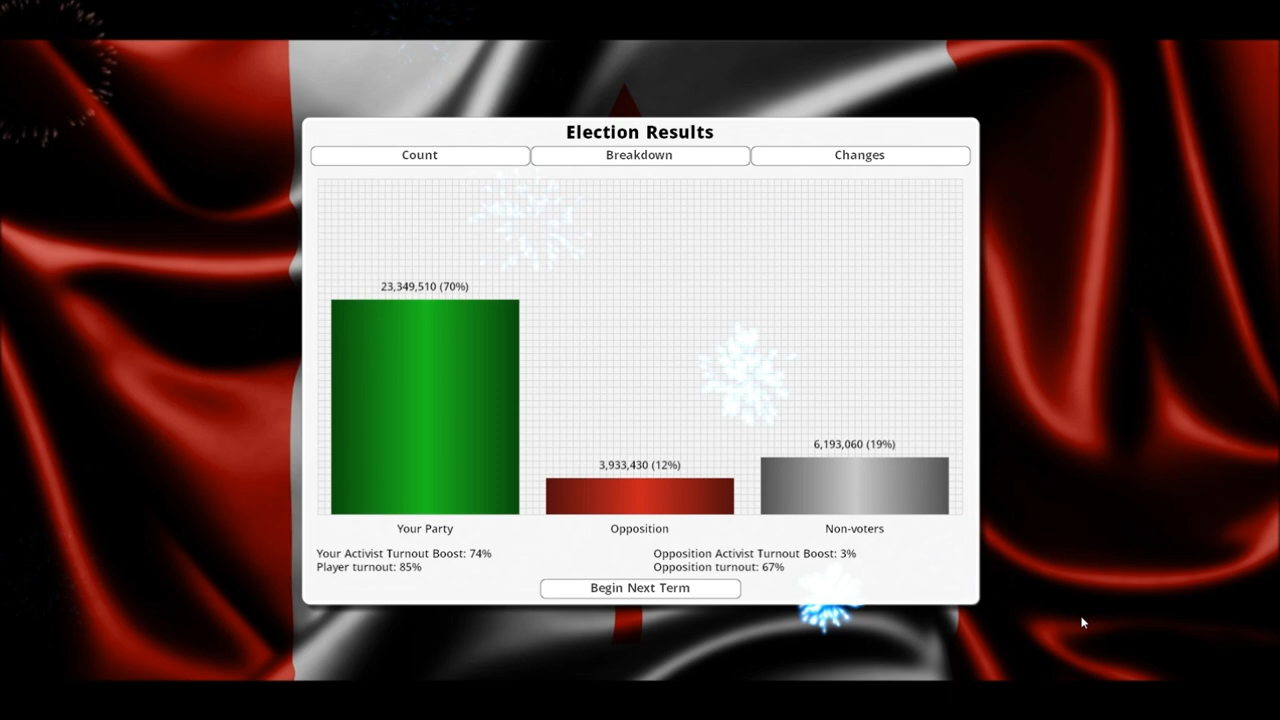 Election Results
Count Breakdown Changes
23,349,510 (70%)
6,193,060 (19%)
3,933,430 (12%)
Your Party Opposition Non-voters
Your Activist Turnout Boost: 74% Opposition Activist Turnout Boost: 3%
Player turnout: 85% Opposition turnout: 67%
Begin Next Term